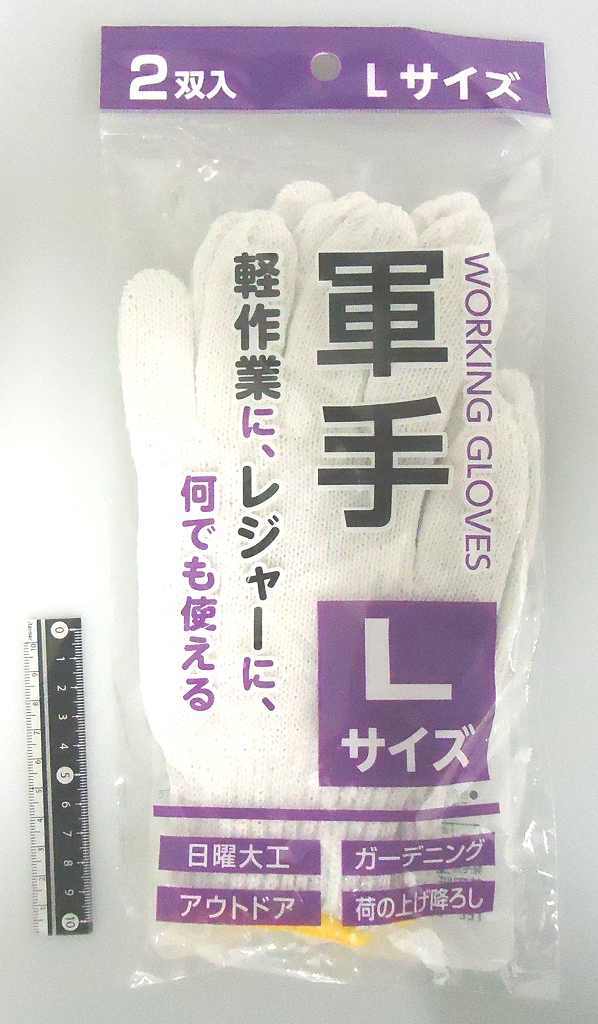 2双入
Lサイズ
WORKING GLOVES
軍手
軽作業に、レジャーに、
何でも使える
L
サイズ
日曜大工
ガーデニング
アウトドア
荷の上げ降ろし
0
1
2
3
4
5
6
7
8
9
10